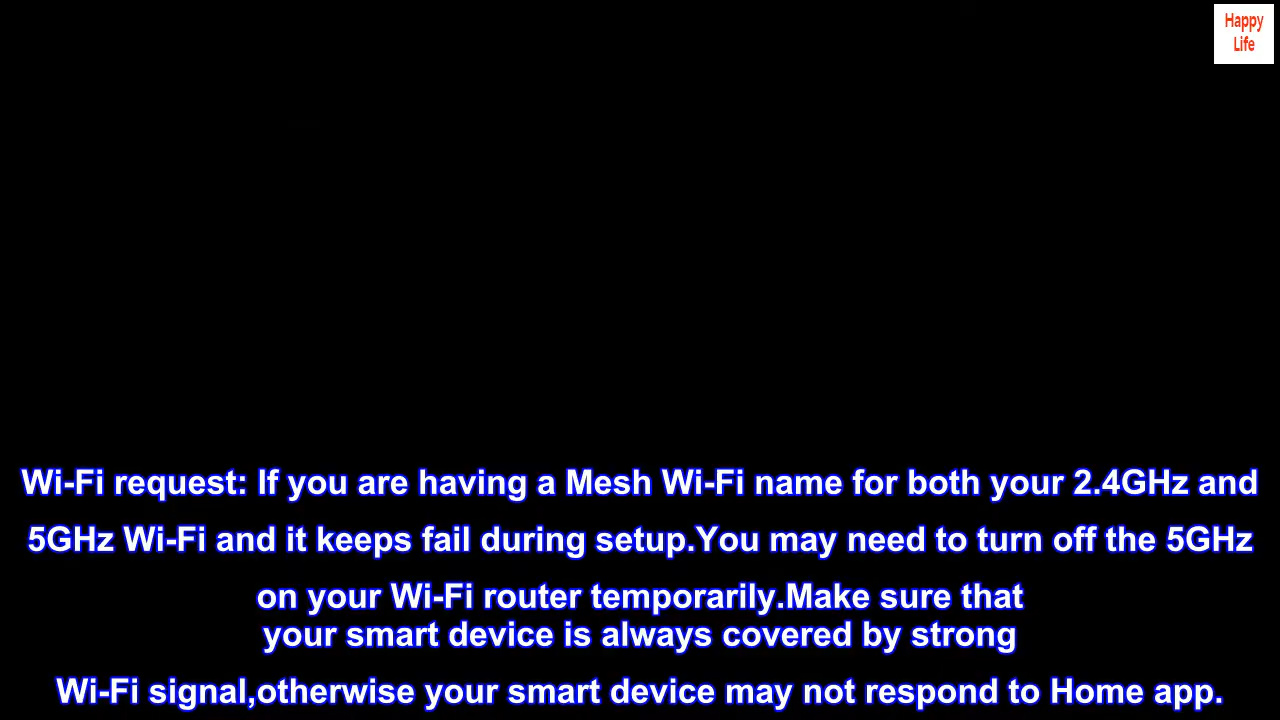 Happy
Life
Wi-Fi request: If you are having a Mesh Wi-Fi name for both your 2.4GHz and
5GHz Wi-Fi and it keeps fail during setup.You may need to turn off the 5GHz
on your Wi-Fi router temporarily.Make sure that
your smart device is always covered by strong
Wi-Fi signal,otherwise your smart device may not respond to Home app.